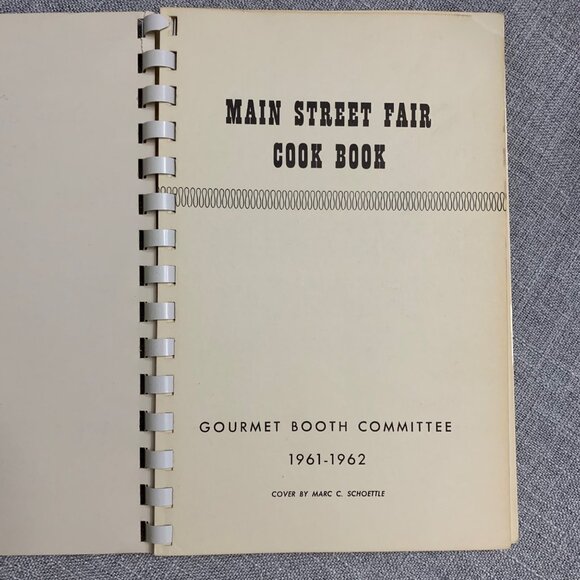 MAIN STREET FAIR
COOK BOOK
GOURMET BOOTH COMMITTEE
1961-1962
COVER BY MARC C. SCHOETTLE